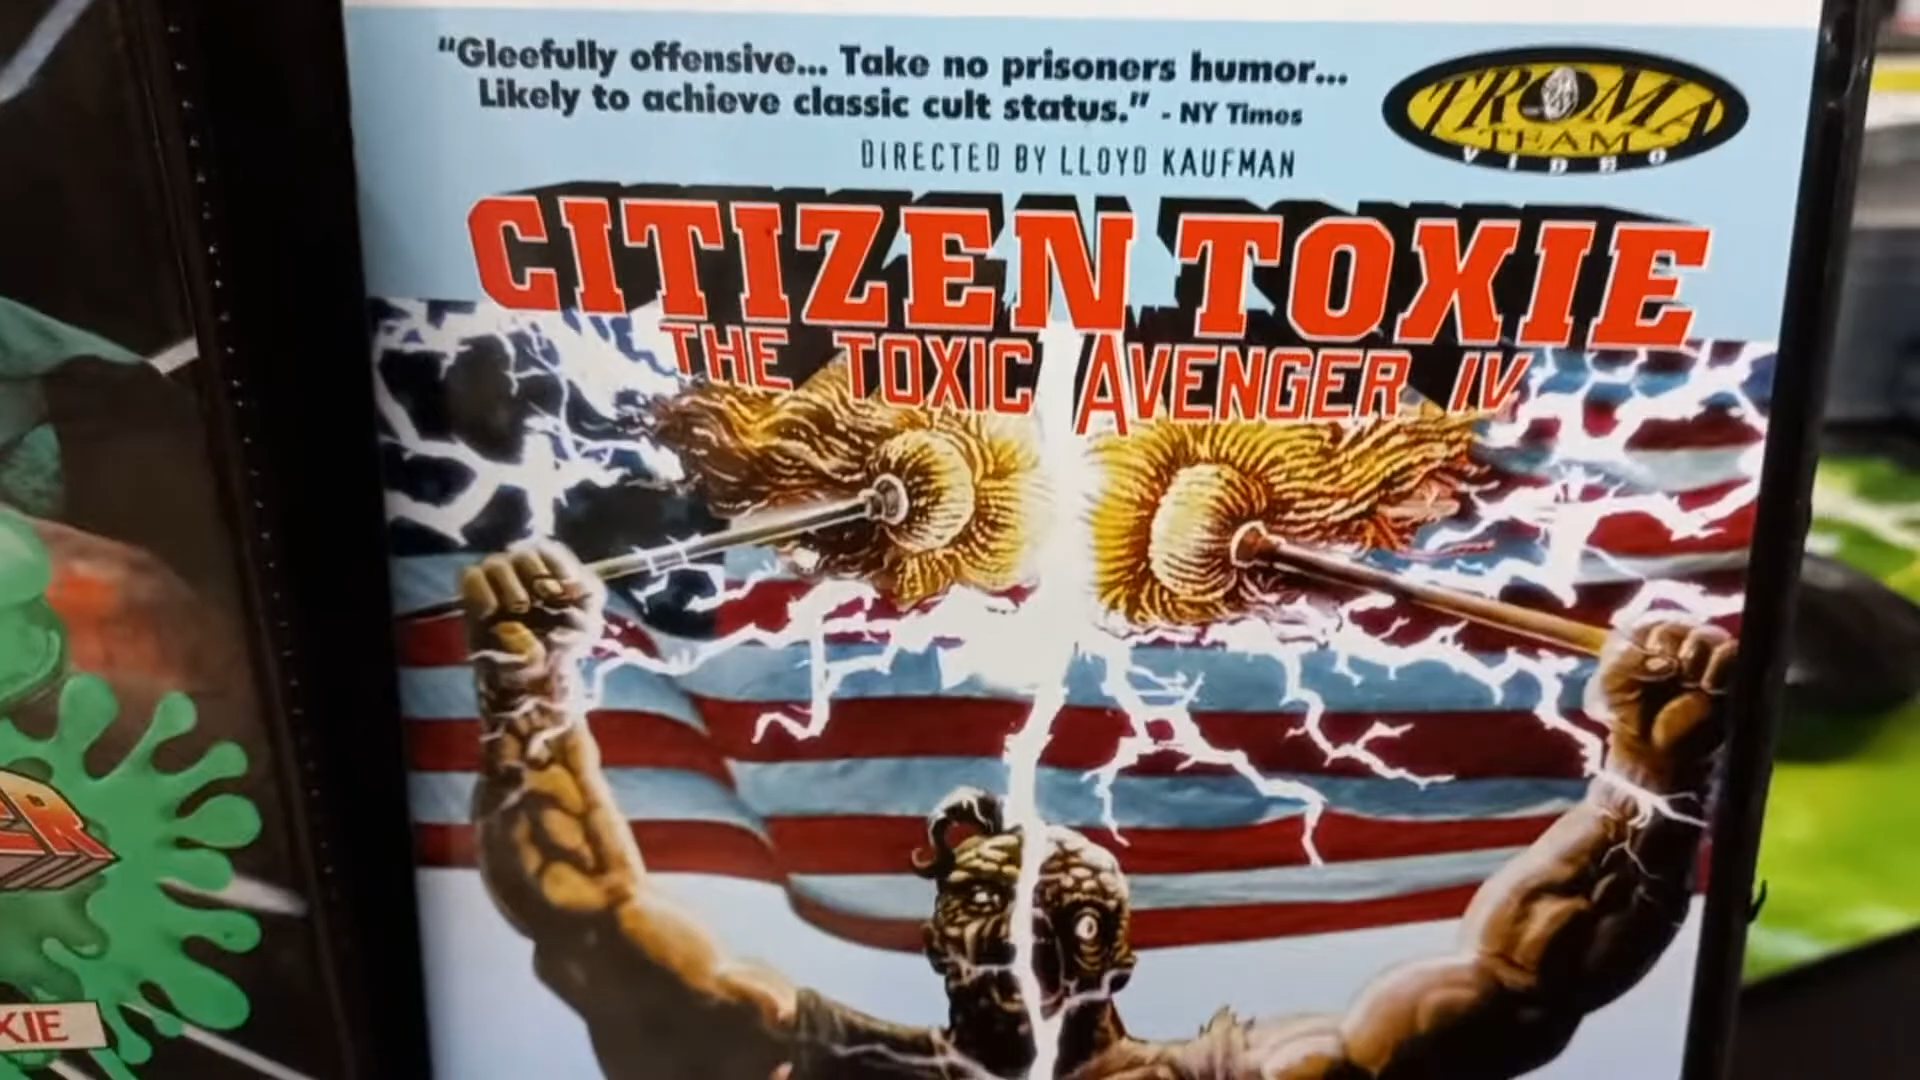 "Gleefully offensive... Take no prisoners humor...
Likely to achieve classic cult status." - NY Times
TROMA
TEAM
VIDEO
DIRECTED BY LLOYD KAUFMAN
CITIZEN TOXIE
THE TOXIC AVENGER IV
ER
XIE